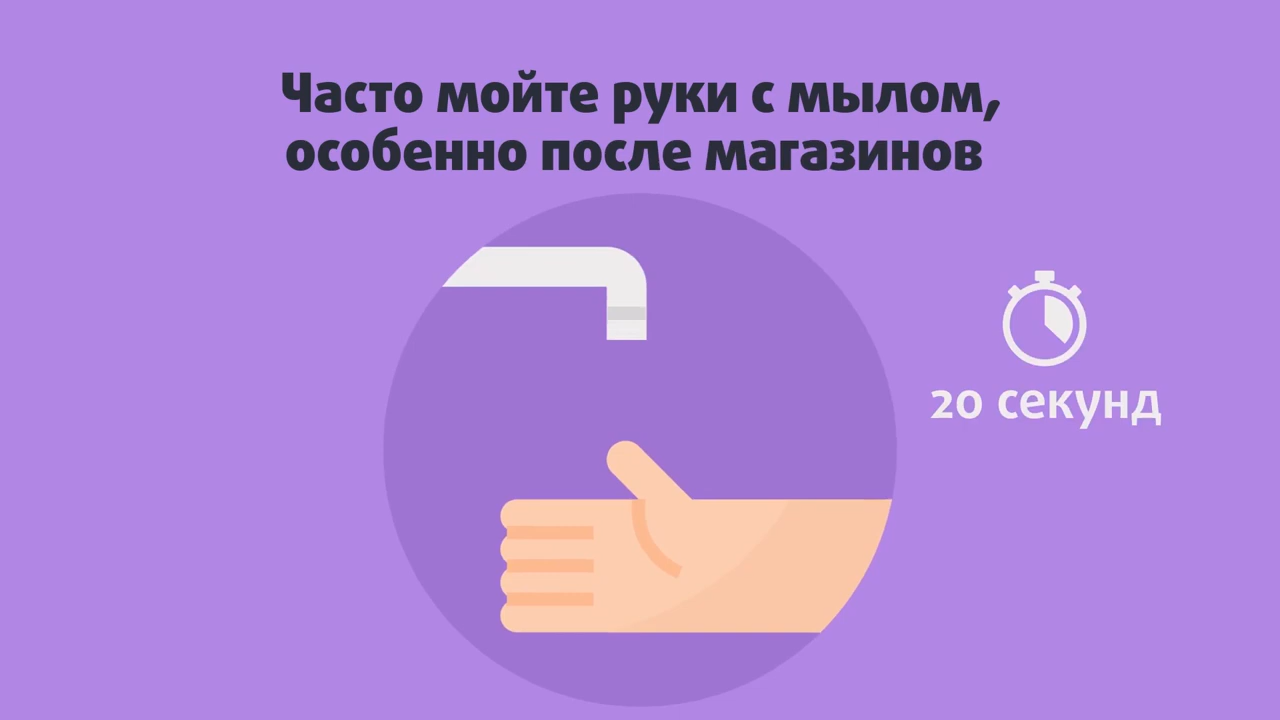 Часто мойте руки с мылом,
особенно после магазинов
20 секунд